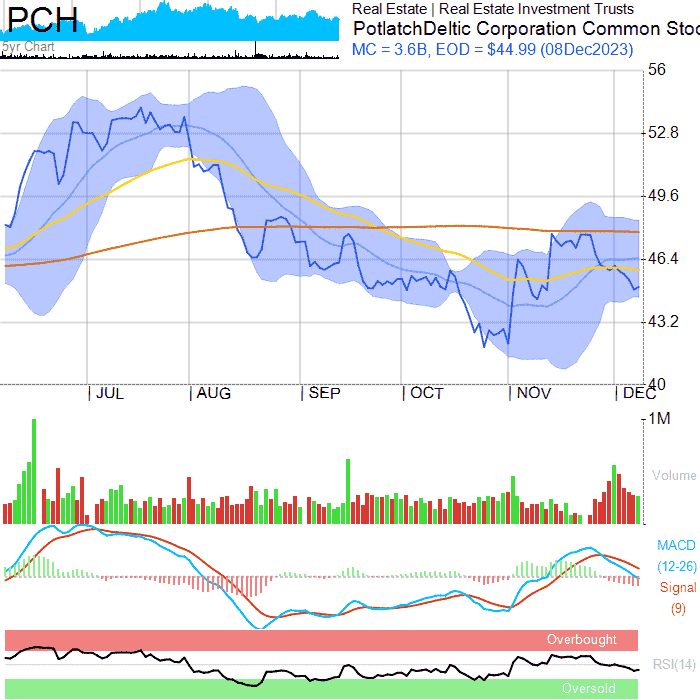 PCH
5yr Chart
Real Estate | Real Estate Investment Trusts
PotlatchDeltic Corporation Common Stoc
MC = 3.6B, EOD = $44.99 (08Dec2023)
56
52.8
49.6
46.4
43.2
40
JUL AUG SEP OCT NOV DEC
1M
Volume
MACD
(12-26)
Signal
(9)
Overbought
RSI(14)
Oversold